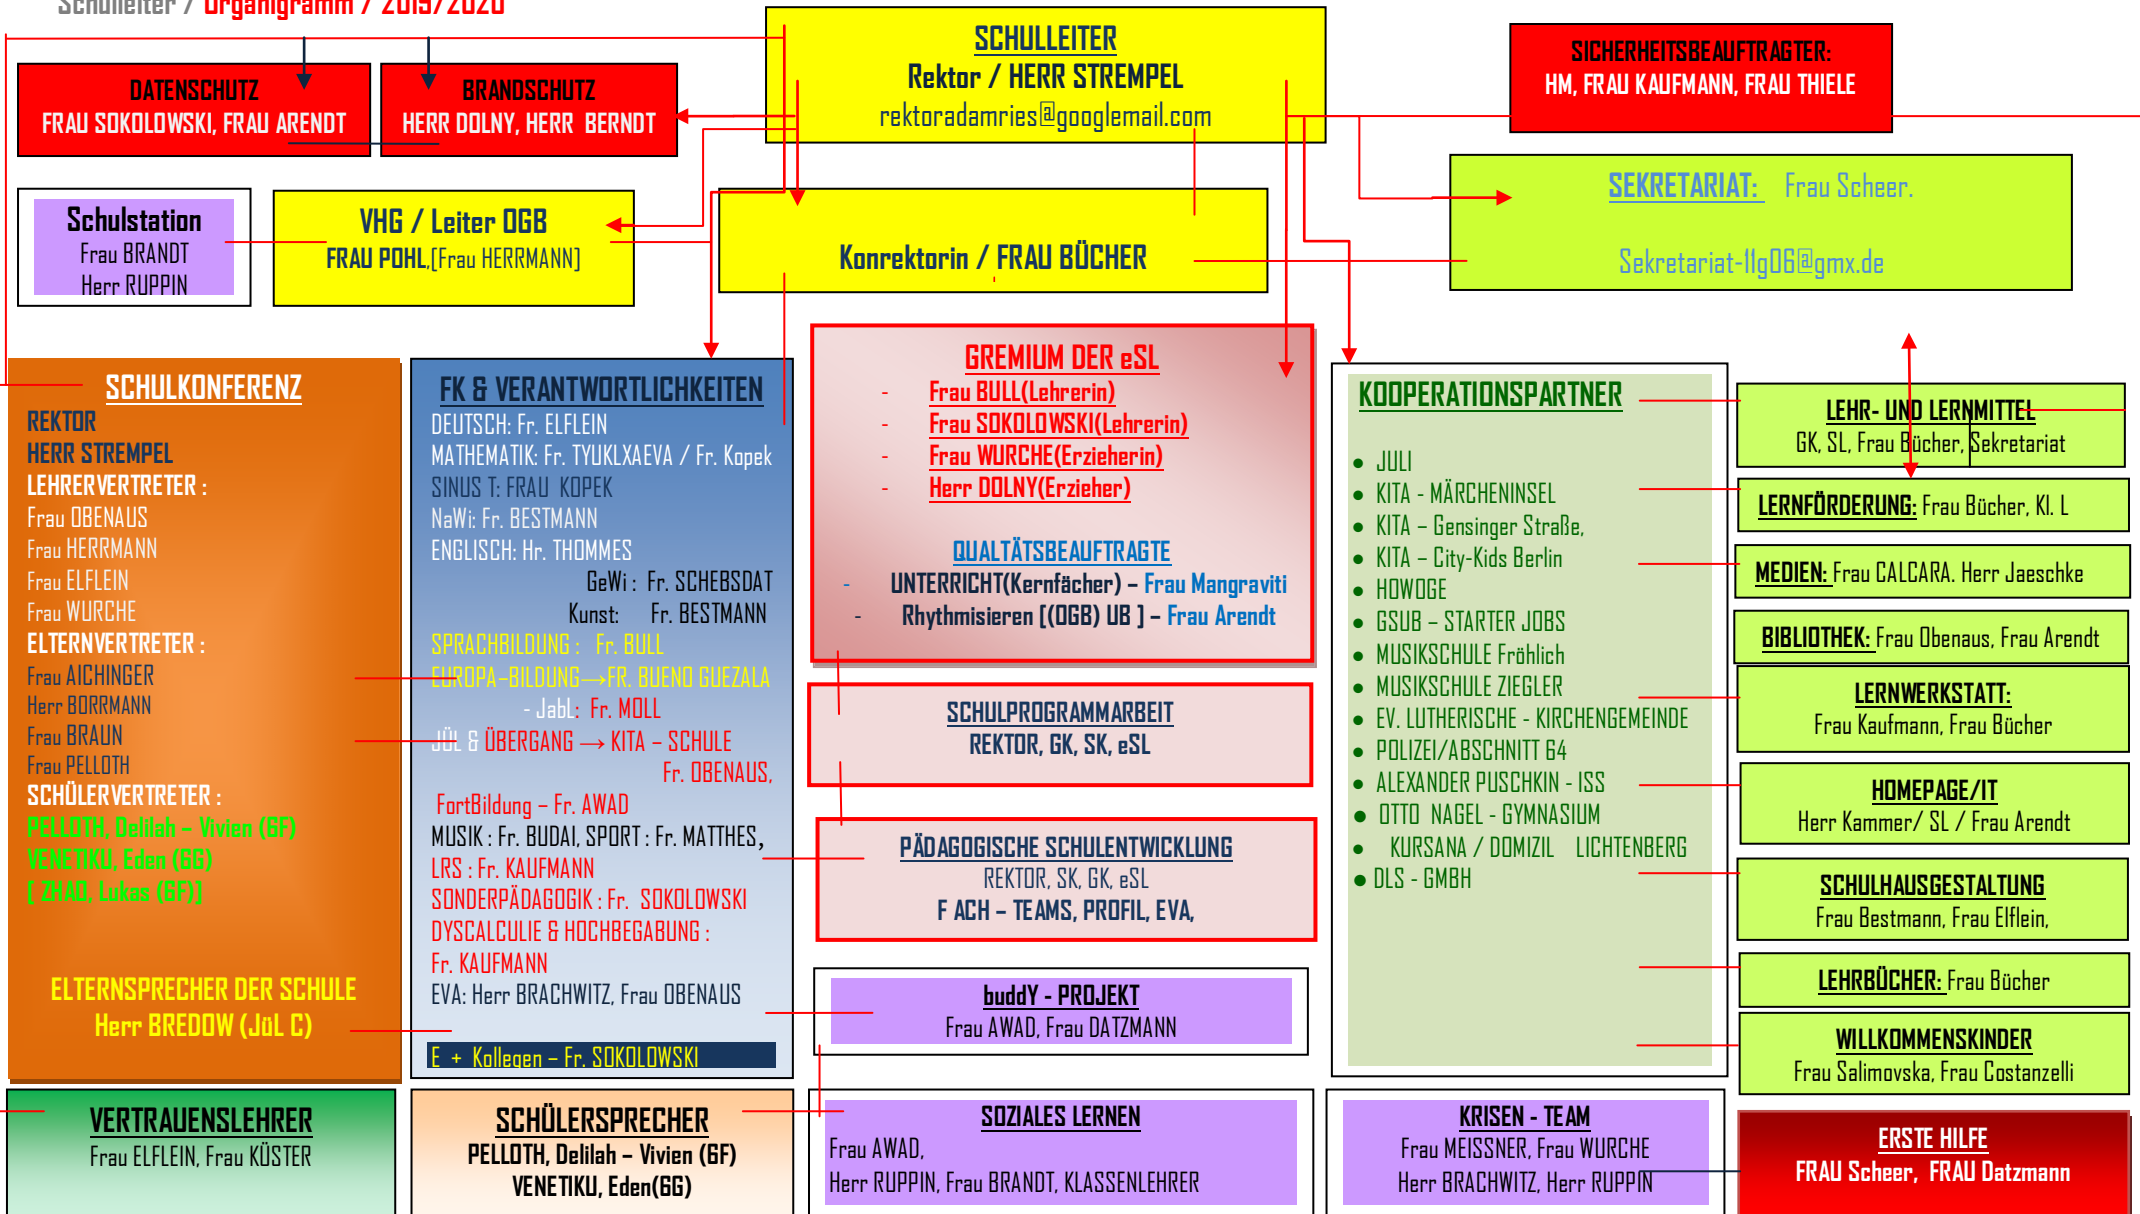 Schulleiter / Organigramm / 2019/2020
DATENSCHUTZ
FRAU SOKOLOWSKI, FRAU ARENDT
BRANDSCHUTZ
HERR DOLNY, HERR BERNDT
SCHULLEITER
Rektor / HERR STREMPEL
rektoradamries@googlemail.com
SICHERHEITSBEAUFTRAGTER:
HM, FRAU KAUFMANN, FRAU THIELE
Schulstation
Frau BRANDT
Herr RUPPIN
VHG / Leiter OGB
FRAU POHL,[Frau HERRMANN]
Konrektorin / FRAU BÜCHER
SEKRETARIAT: Frau Scheer.
Sekretariat-11g06@gmx.de
SCHULKONFERENZ
REKTOR
HERR STREMPEL
LEHRERVERTRETER :
Frau OBENAUS
Frau HERRMANN
Frau ELFLEIN
Frau WURCHE
ELTERNVERTRETER :
Frau AICHINGER
Herr BORRMANN
Frau BRAUN
Frau PELLOTH
SCHÜLERVERTRETER :
PELLOTH, Delilah – Vivien (6F)
VENETIKU, Eden (6G)
[ ZHAO, Lukas (6F)]
ELTERNSPRECHER DER SCHULE
Herr BREDOW (JüL C)
FK & VERANTWORTLICHKEITEN
DEUTSCH: Fr. ELFLEIN
MATHEMATIK: Fr. TYUKLXAEVA / Fr. Kopek
SINUS T: FRAU KOPEK
NaWi: Fr. BESTMANN
ENGLISCH: Hr. THOMMES
GeWi : Fr. SCHEBSDAT
Kunst: Fr. BESTMANN
SPRACHBILDUNG : Fr. BULL
EUROPA-BILDUNG→FR. BUENO GUEZALA
- JabL: Fr. MOLL
JÜL & ÜBERGANG → KITA – SCHULE
Fr. OBENAUS,
FortBildung – Fr. AWAD
MUSIK : Fr. BUDAI, SPORT : Fr. MATTHES,
LRS : Fr. KAUFMANN
SONDERPÄDAGOGIK : Fr. SOKOLOWSKI
DYSCALCULIE & HOCHBEGABUNG :
Fr. KAUFMANN
EVA: Herr BRACHWITZ, Frau OBENAUS
E + Kollegen – Fr. SOKOLOWSKI
GREMIUM DER eSL
- Frau BULL(Lehrerin)
- Frau SOKOLOWSKI(Lehrerin)
- Frau WURCHE(Erzieherin)
- Herr DOLNY(Erzieher)
QUALTÄTSBEAUFTRAGTE
- UNTERRICHT(Kernfächer) – Frau Mangraviti
- Rhythmisieren [(OGB) UB ] – Frau Arendt
SCHULPROGRAMMARBEIT
REKTOR, GK, SK, eSL
PÄDAGOGISCHE SCHULENTWICKLUNG
REKTOR, SK, GK, eSL
F ACH – TEAMS, PROFIL, EVA,
buddY - PROJEKT
Frau AWAD, Frau DATZMANN
KOOPERATIONSPARTNER
● JULI
● KITA - MÄRCHENINSEL
● KITA – Gensinger Straße,
● KITA – City-Kids Berlin
● HOWOGE
● GSUB – STARTER JOBS
● MUSIKSCHULE Fröhlich
● MUSIKSCHULE ZIEGLER
● EV. LUTHERISCHE - KIRCHENGEMEINDE
● POLIZEI/ABSCHNITT 64
● ALEXANDER PUSCHKIN - ISS
● OTTO NAGEL - GYMNASIUM
● KURSANA / DOMIZIL LICHTENBERG
● DLS - GMBH
LEHR- UND LERNMITTEL
GK, SL, Frau Bücher, Sekretariat
LERNFÖRDERUNG: Frau Bücher, Kl. L
MEDIEN: Frau CALCARA. Herr Jaeschke
BIBLIOTHEK: Frau Obenaus, Frau Arendt
LERNWERKSTATT:
Frau Kaufmann, Frau Bücher
HOMEPAGE/IT
Herr Kammer/ SL / Frau Arendt
SCHULHAUSGESTALTUNG
Frau Bestmann, Frau Elflein,
LEHRBÜCHER: Frau Bücher
WILLKOMMENSKINDER
Frau Salimovska, Frau Costanzelli
VERTRAUENSLEHRER
Frau ELFLEIN, Frau KÜSTER
SCHÜLERSPRECHER
PELLOTH, Delilah – Vivien (6F)
VENETIKU, Eden(6G)
SOZIALES LERNEN
Frau AWAD,
Herr RUPPIN, Frau BRANDT, KLASSENLEHRER
KRISEN - TEAM
Frau MEISSNER, Frau WURCHE
Herr BRACHWITZ, Herr RUPPIN
ERSTE HILFE
FRAU Scheer, FRAU Datzmann